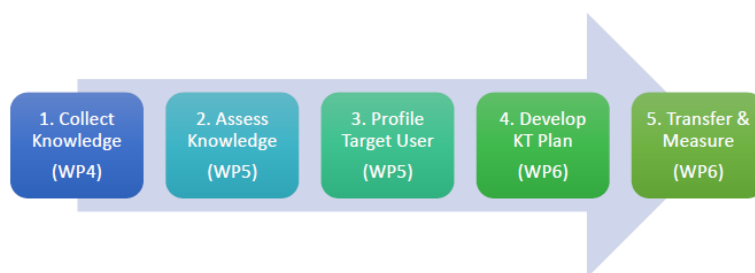 1. Collect
Knowledge
(WP4)
2. Assess
Knowledge
(WP5)
3. Profile
Target User
(WP5)
4. Develop
KT Plan
(WP6)
5. Transfer &
Measure
(WP6)